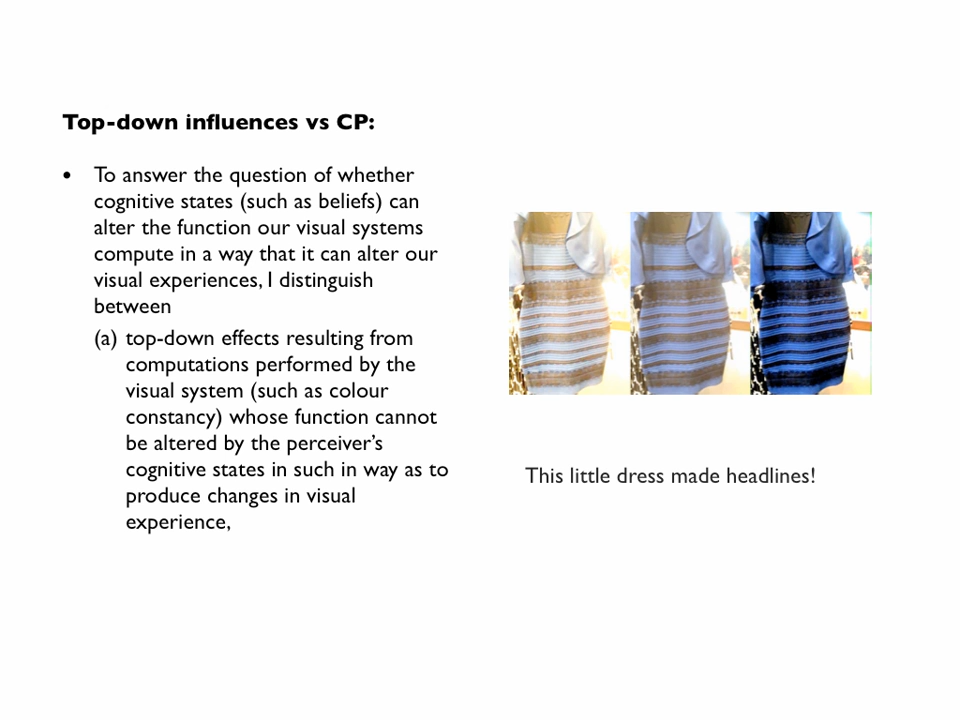 Top-down influences vs CP:
• To answer the question of whether
cognitive states (such as beliefs) can
alter the function our visual systems
compute in a way that it can alter our
visual experiences, I distinguish
between
(a) top-down effects resulting from
computations performed by the
visual system (such as colour
constancy) whose function cannot
be altered by the perceiver’s
cognitive states in such in way as to
produce changes in visual
experience,
This little dress made headlines!